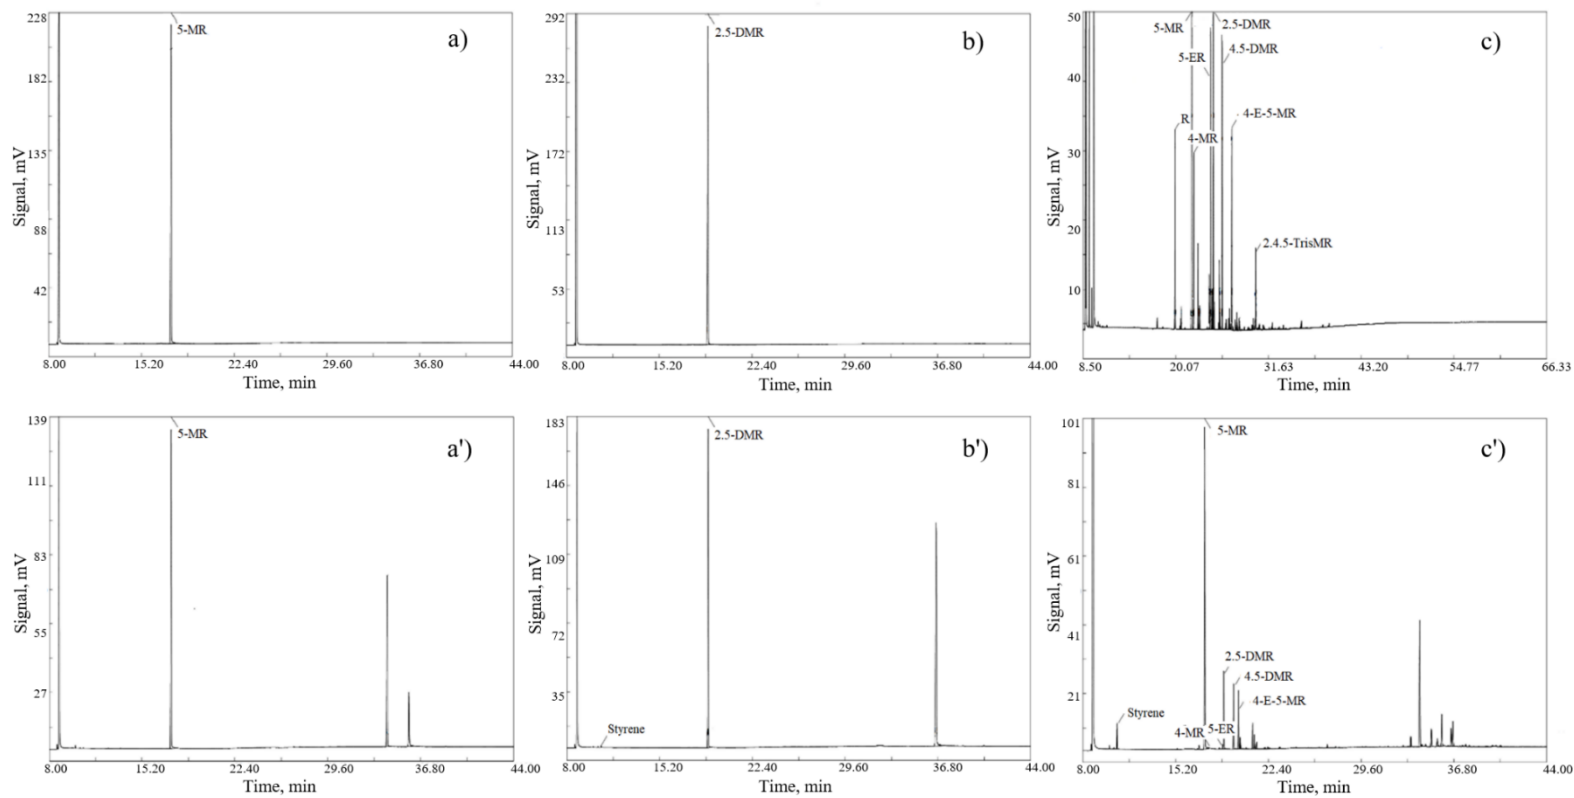 228
182
135
88
42
Signal, mV
5-MR
a)
8.00 15.20 22.40 29.60 36.80 44.00
Time, min
292
232
172
113
53
Signal, mV
2.5-DMR
b)
8.00 15.20 22.40 29.60 36.80 44.00
Time, min
50
40
30
20
10
Signal, mV
5-MR
2.5-DMR
5-ER
4.5-DMR
R
4-MR
4-E-5-MR
2.4.5-TrisMR
c)
8.50 20.07 31.63 43.20 54.77 66.33
Time, min
139
111
83
55
27
Signal, mV
5-MR
a')
8.00 15.20 22.40 29.60 36.80 44.00
Time, min
183
146
109
72
35
Signal, mV
2.5-DMR
Styrene
b')
8.00 15.20 22.40 29.60 36.80 44.00
Time, min
101
81
61
41
21
Signal, mV
5-MR
2.5-DMR
4.5-DMR
4-E-5-MR
Styrene
4-MR
5-ER
c')
8.00 15.20 22.40 29.60 36.80 44.00
Time, min